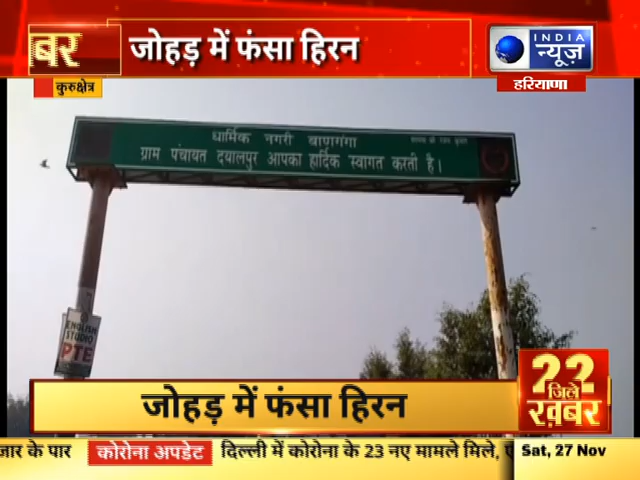 ख़बर
जोहड़ में फंसा हिरन
INDIA
न्यूज़
हरियाणा
कुरुक्षेत्र
धार्मिक नगरी बाणगंगा
ग्राम पंचायत दयालपुर आपका हार्दिक स्वागत करती है।
ENGLISH
STUDIO
PTE
जोहड़ में फंसा हिरन
22
जिले
ख़बर
जार के पार
कोरोना अपडेट
दिल्ली में कोरोना के 23 नए मामले मिले,
Sat, 27 Nov